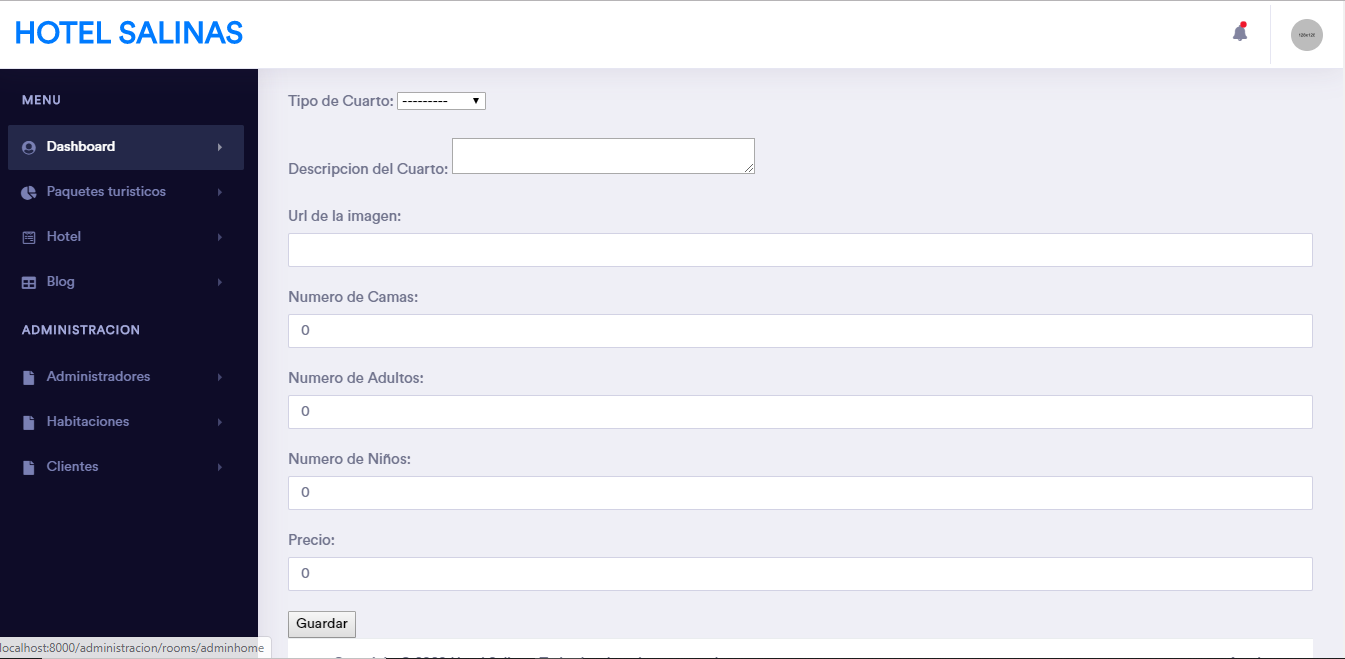 HOTEL SALINAS
MENU
Dashboard
Paquetes turisticos
Hotel
Blog
ADMINISTRACION
Administradores
Habitaciones
Clientes
Tipo de Cuarto: ---------
Descripcion del Cuarto:
Url de la imagen:
Numero de Camas:
0
Numero de Adultos:
0
Numero de Niños:
0
Precio:
0
Guardar
localhost:8000/administracion/rooms/adminhome